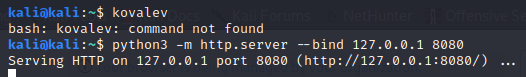 kali@kali:~$ kovalev
bash: kovalev: command not found
kali@kali:~$ python3 -m http.server --bind 127.0.0.1 8080
Serving HTTP on 127.0.0.1 port 8080 (http://127.0.0.1:8080/) ...